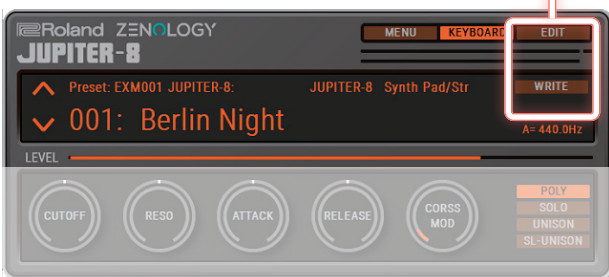 Roland ZENOLOGY
JUPITER-8
MENU KEYBOARD EDIT
Preset: EXM001 JUPITER-8: JUPITER-8 Synth Pad/Str WRITE
001: Berlin Night
A= 440.0Hz
LEVEL
CUTOFF RESO ATTACK RELEASE CORSS MOD
POLY
SOLO
UNISON
SL-UNISON